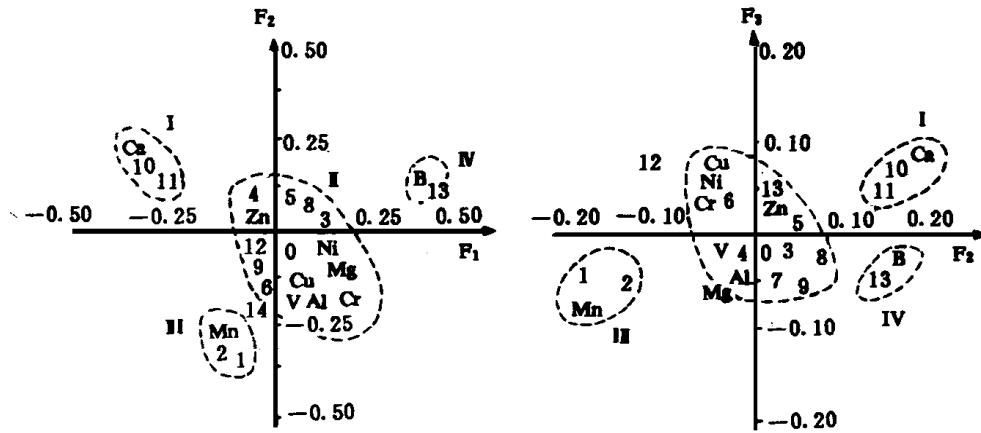 F₂
0.50
I
0.25
Ca
10
11
II
IV
B
13
4
5
8
Zn
3
−0.50
−0.25
0.25
0.50
F₁
12
0
Ni
9
Mg
6
Cu
V Al Cr
14
−0.25
III
Mn
2 1
−0.50
F₃
0.20
0.10
I
12
Cu
Ni
Cr 6
13
Zn
5
Ca
10
11
−0.20
−0.10
0.10
0.20
F₂
V 4 0 3 8
B
13
IV
1 2
Mn
III
Al
Mg
7 9
−0.10
−0.20